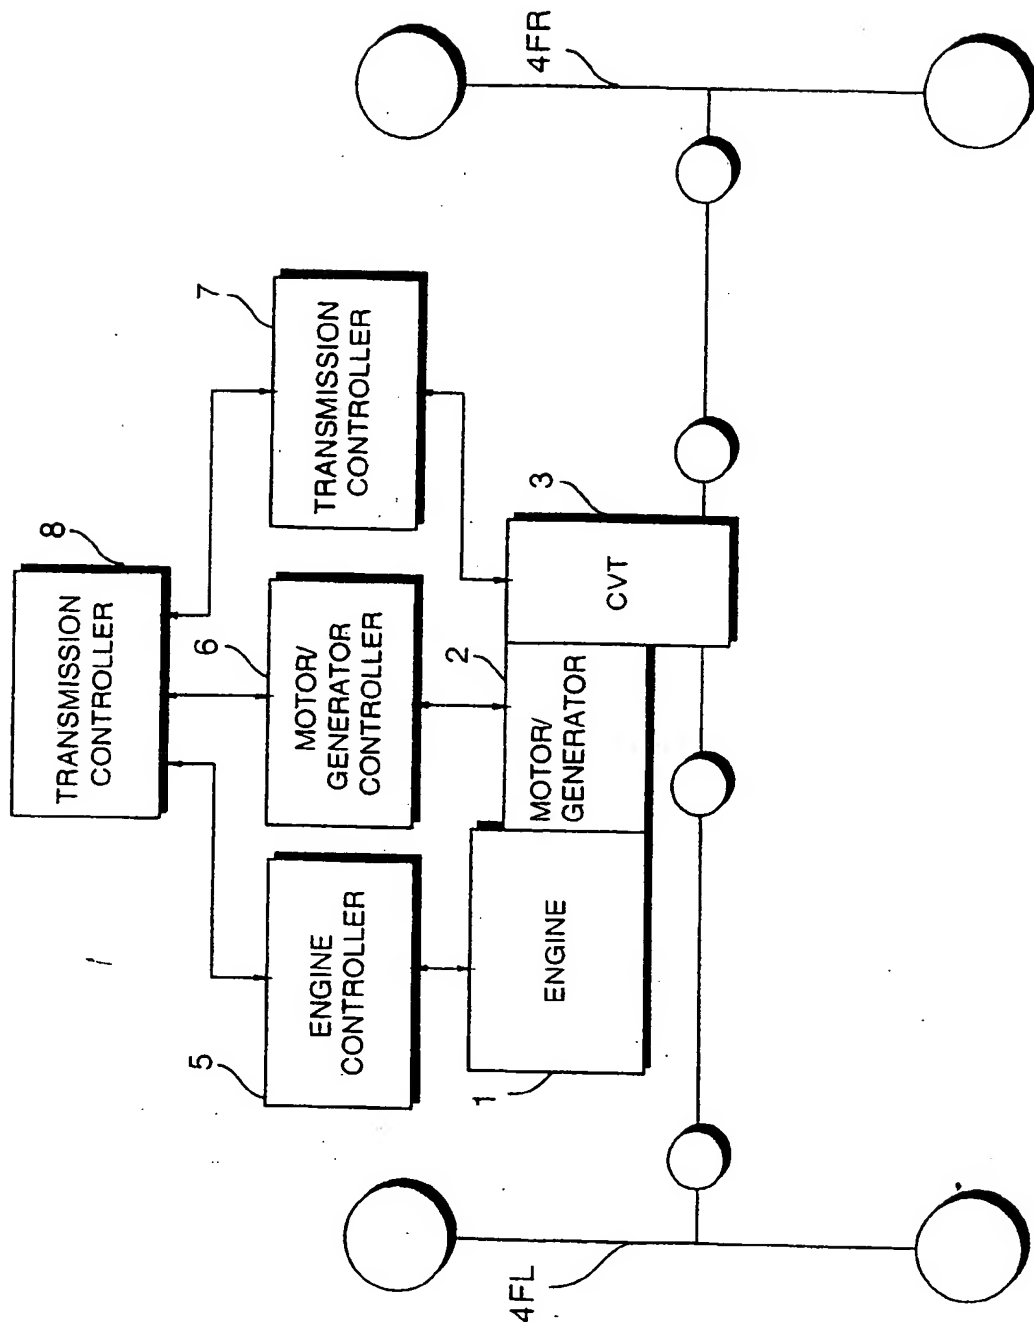 8
TRANSMISSION
CONTROLLER
5
ENGINE
CONTROLLER
6
MOTOR/
GENERATOR
CONTROLLER
7
TRANSMISSION
CONTROLLER
1
ENGINE
2
MOTOR/
GENERATOR
3
CVT
4FL
4FR